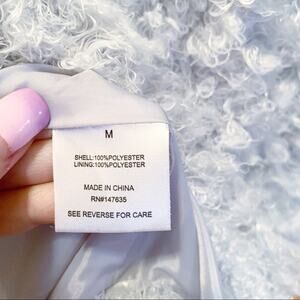 M
SHELL:100%POLYESTER
LINING:100%POLYESTER
MADE IN CHINA
RN#147635
SEE REVERSE FOR CARE